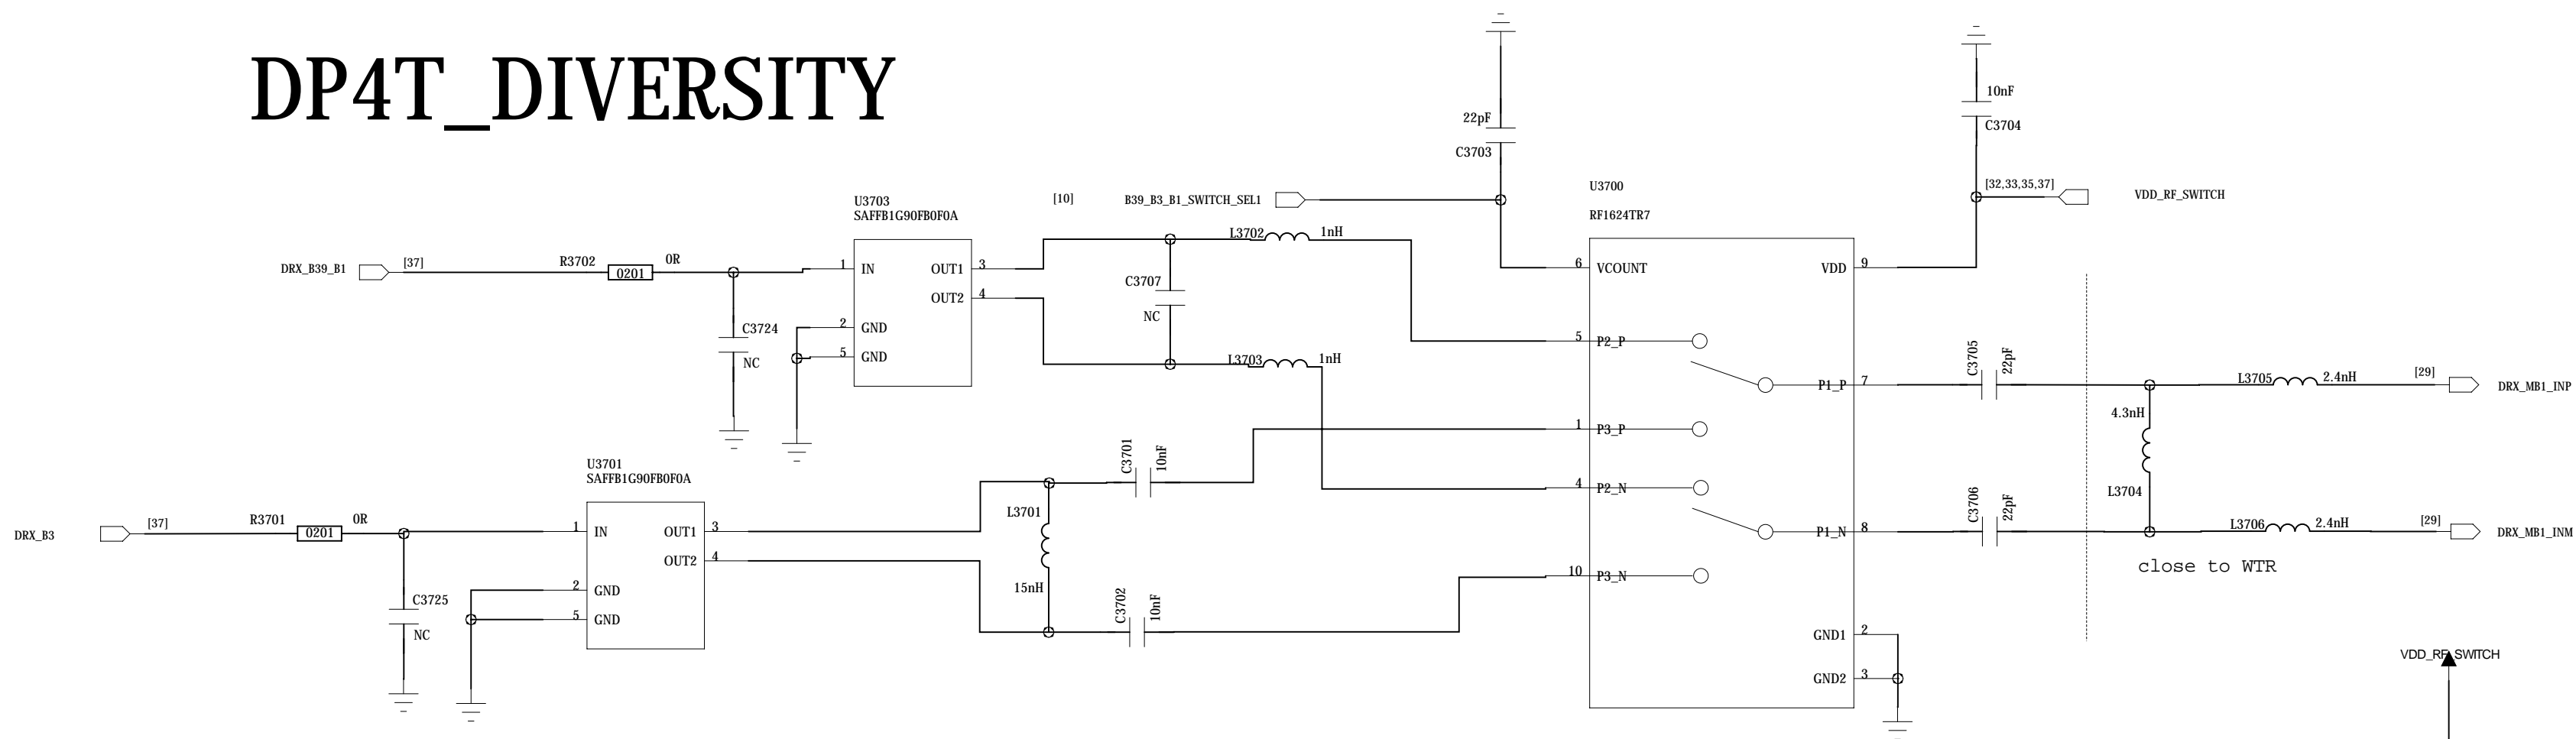 DP4T_DIVERSITY
10nF
C3704
22pF
C3703
U3700
RF1624TR7
[32,33,35,37]
VDD_RF_SWITCH
U3703
SAFFB1G90FB0F0A
[10]
B39_B3_B1_SWITCH_SEL1
L3702
1nH
DRX_B39_B1
[37]
R3702
0201
0R
1
IN
OUT1
3
OUT2
4
2
GND
5
GND
C3724
NC
C3707
NC
L3703
1nH
6
VCOUNT
VDD
9
5
P2_P
P1_P
7
1
P3_P
4
P2_N
P1_N
8
10
P3_N
GND1
2
GND2
3
C3705
22pF
L3705
2.4nH
[29]
DRX_MB1_INP
4.3nH
L3704
C3706
22pF
L3706
2.4nH
[29]
DRX_MB1_INM
close to WTR
U3701
SAFFB1G90FB0F0A
DRX_B3
[37]
R3701
0201
0R
1
IN
OUT1
3
OUT2
4
2
GND
5
GND
C3725
NC
L3701
15nH
C3701
10nF
C3702
10nF
VDD_RF_SWITCH